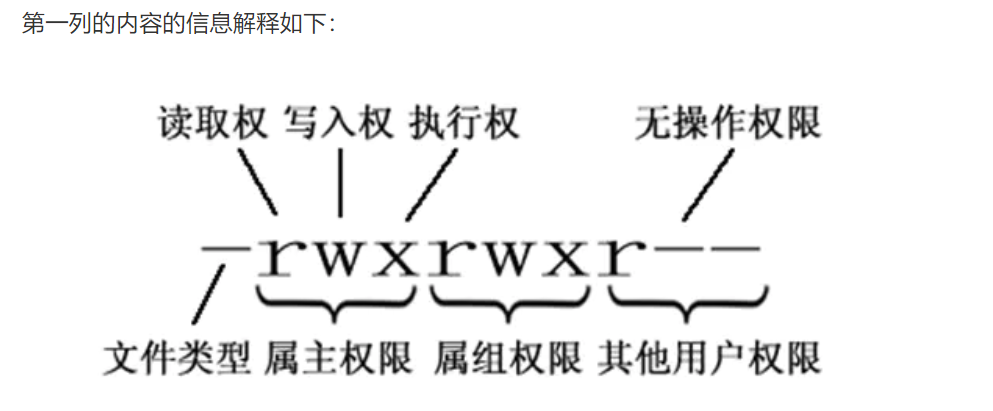 第一列的内容的信息解释如下：
读取权 写入权 执行权 无操作权限
-rwxrwxr--
文件类型 属主权限 属组权限 其他用户权限